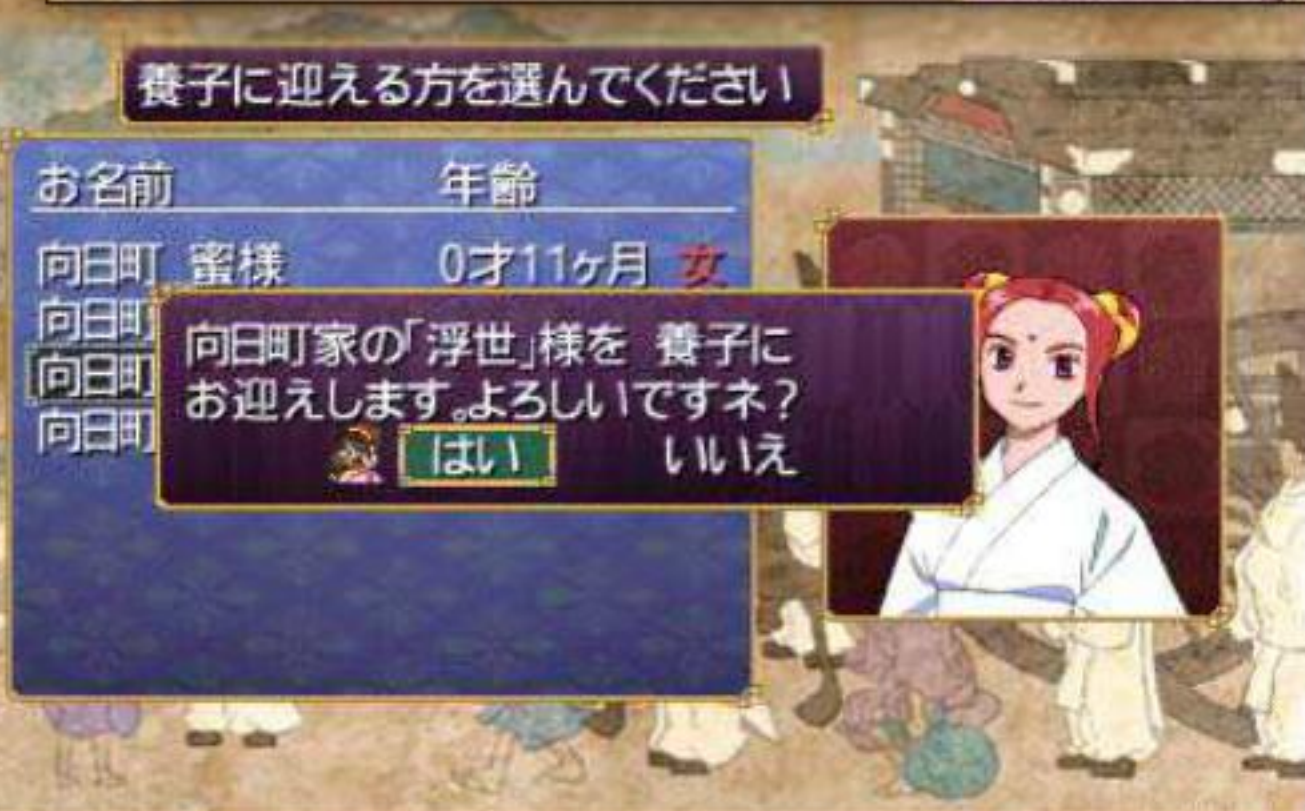 養子に迎える方を選んでください
お名前 年齢
向日町 蜜様 0才11ヶ月 女
向日町
向日町
向日町
向日町家の「浮世」様を 養子に
お迎えします。よろしいですネ?
はい いいえ